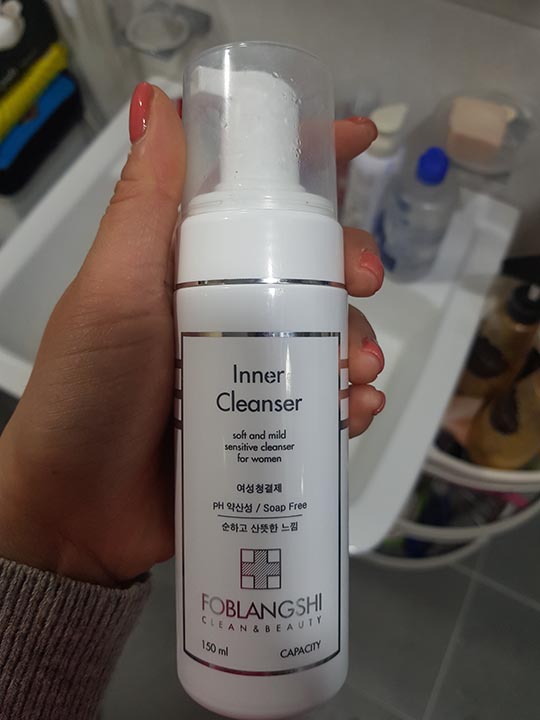 Inner
Cleanser
soft and mild
sensitive cleanser
for women
여성청결제
PH 약산성 / Soap Free
순하고 산뜻한 느낌
FOBLANGSHI
CLEAN&BEAUTY
150 ml CAPACITY